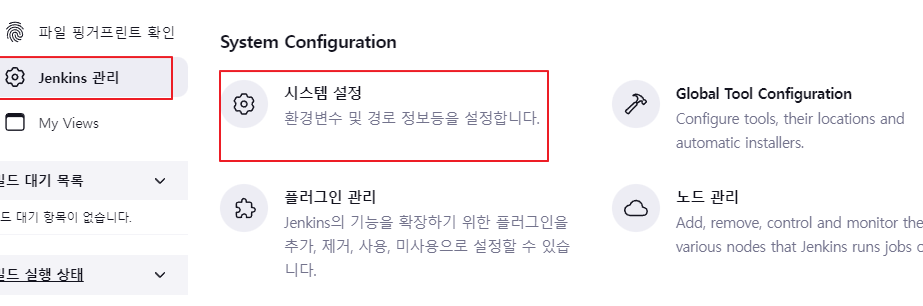 파일 핑거프린트 확인
Jenkins 관리
My Views
빌드 대기 목록
드 대기 항목이 없습니다.
빌드 실행 상태
System Configuration
시스템 설정
환경변수 및 경로 정보등을 설정합니다.
Global Tool Configuration
Configure tools, their locations and
automatic installers.
플러그인 관리
Jenkins의 기능을 확장하기 위한 플러그인을
추가, 제거, 사용, 미사용으로 설정할 수 있습
니다.
노드 관리
Add, remove, control and monitor the
various nodes that Jenkins runs jobs